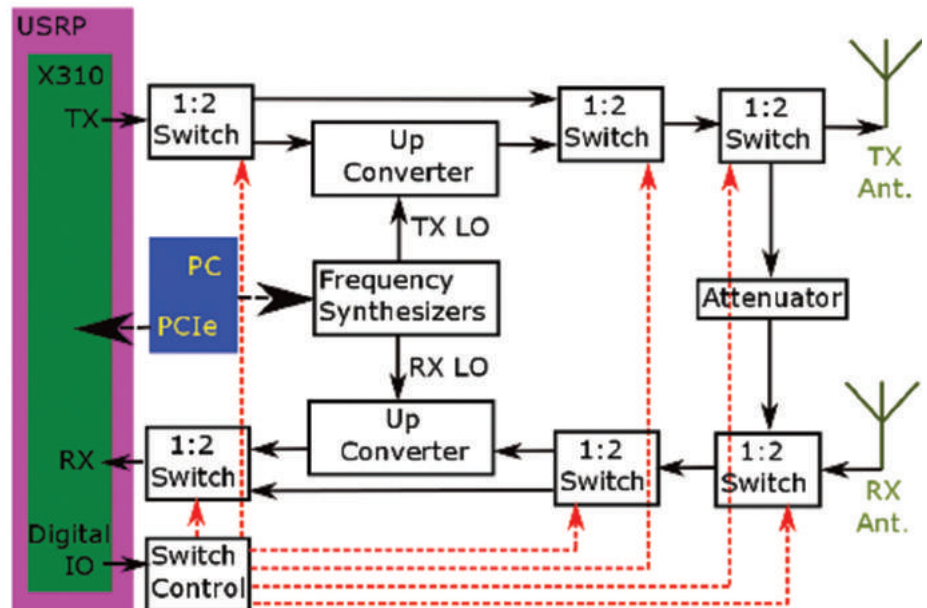 USRP
X310
TX
1:2
Switch
Up
Converter
1:2
Switch
1:2
Switch
TX
Ant.
TX LO
PC
PCIe
Frequency
Synthesizers
Attenuator
RX LO
RX
1:2
Switch
Up
Converter
1:2
Switch
1:2
Switch
RX
Ant.
Digital
IO
Switch
Control